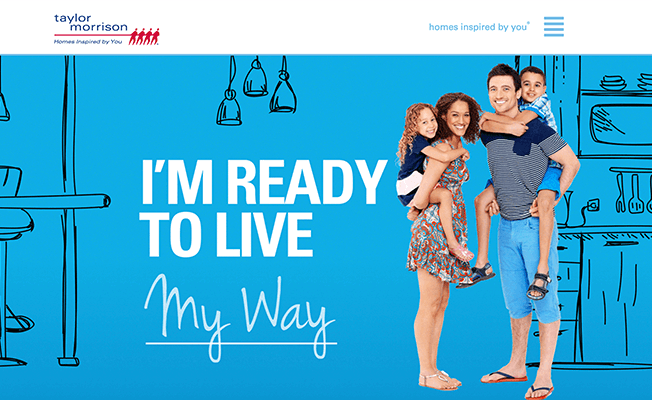 taylor
morrison
Homes Inspired by You
homes inspired by you®
I'M READY
TO LIVE
My Way